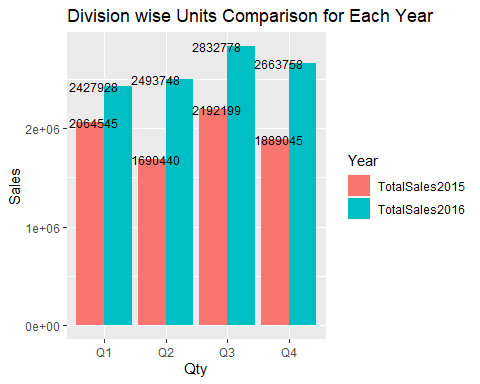 Division wise Units Comparison for Each Year
2832778
2663758
2493748
2427928
2192199
2064545
1889045
1690440
2e+06
1e+06
0e+00
Sales
Q1 Q2 Q3 Q4
Qty
Year
TotalSales2015
TotalSales2016